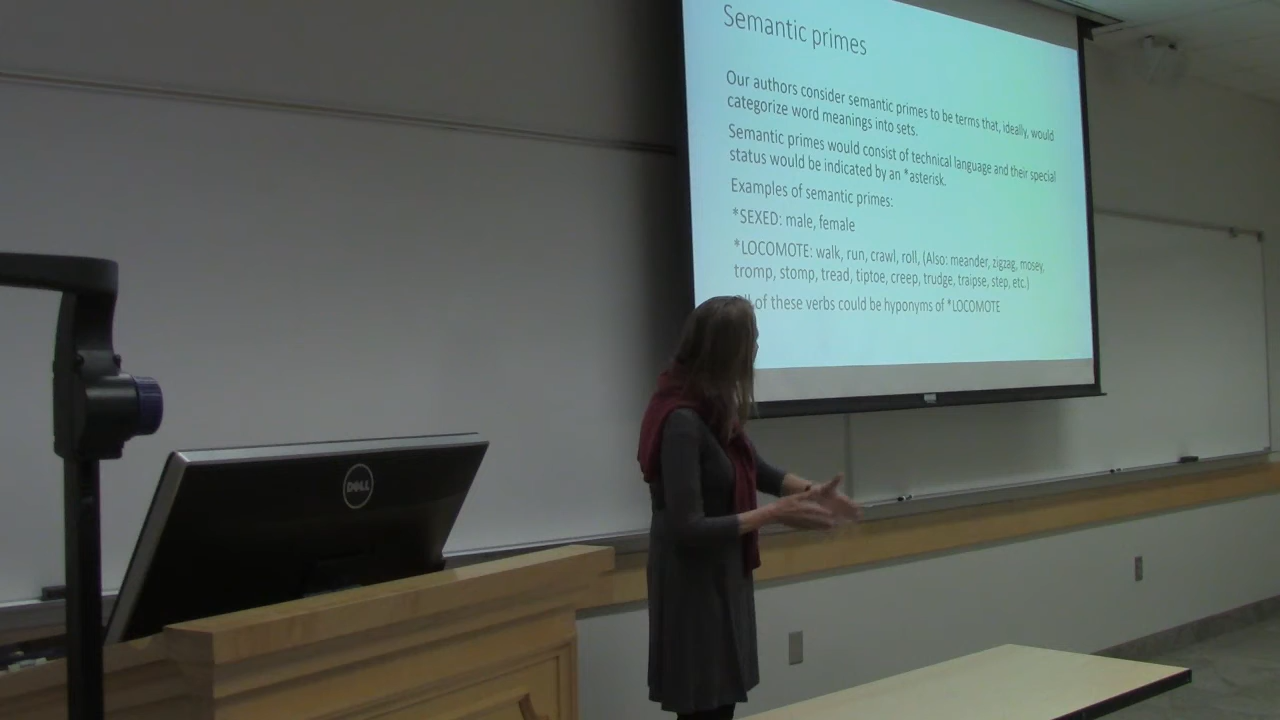 Semantic primes
Our authors consider semantic primes to be terms that, ideally, would
categorize word meanings into sets.
Semantic primes would consist of technical language and their special
status would be indicated by an *asterisk.
Examples of semantic primes:
*SEXED: male, female
*LOCOMOTE: walk, run, crawl, roll, (Also: meander, zigzag, mosey,
tromp, stomp, tread, tiptoe, creep, trudge, traipse, step, etc.)
of these verbs could be hyponyms of *LOCOMOTE
DELL